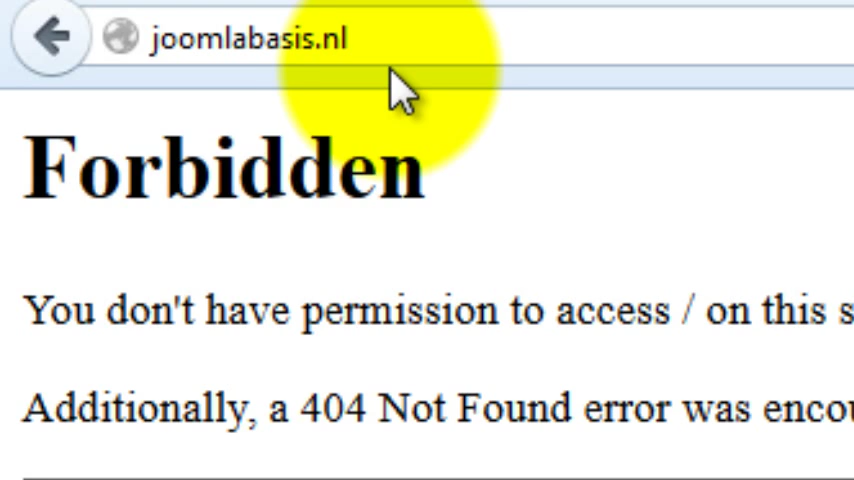 joomlabasis.nl
Forbidden
You don't have permission to access / on this
Additionally, a 404 Not Found error was